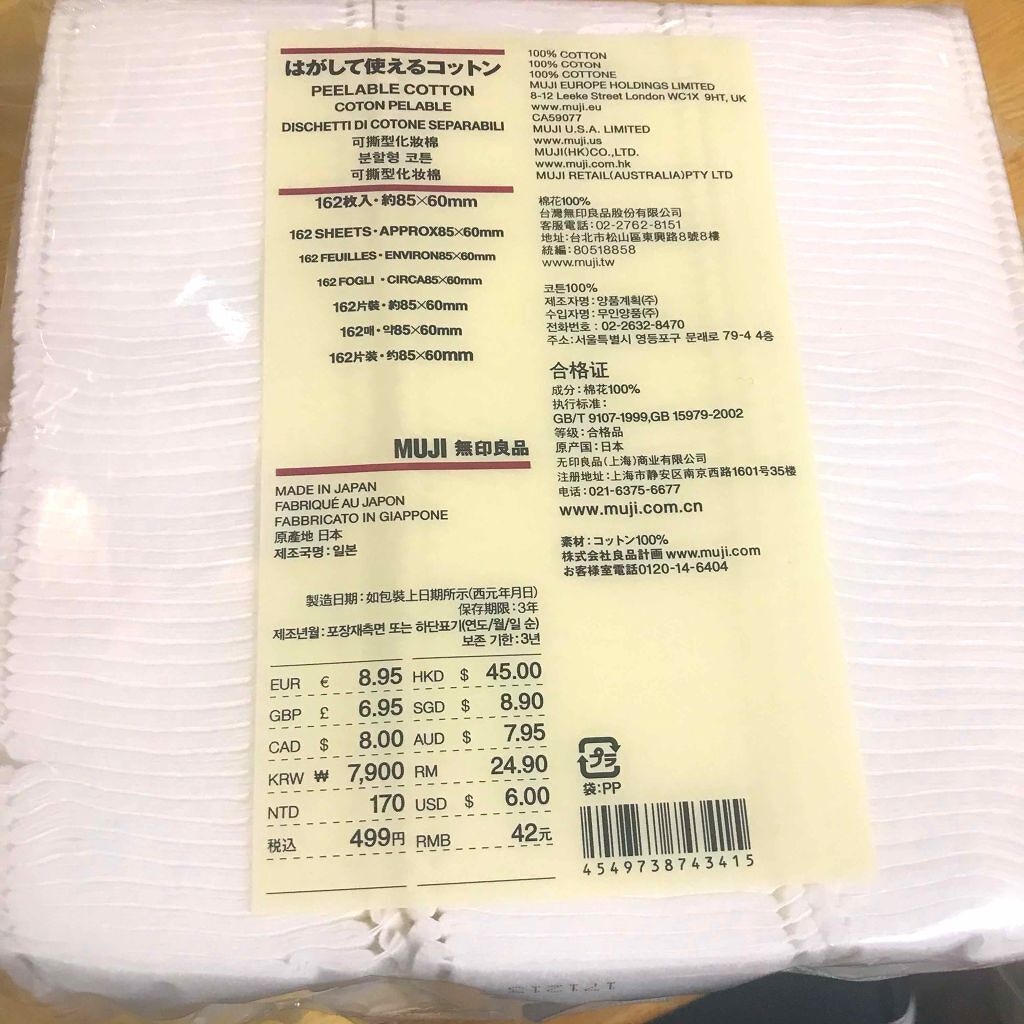 はがして使えるコットン
PEELABLE COTTON
COTON PELABLE
DISCHETTI DI COTONE SEPARABILI
可撕型化妝棉
분할형 코튼
可撕型化妆棉
162枚入・約85×60mm
162 SHEETS・APPROX85×60mm
162 FEUILLES・ENVIRON85×60mm
162 FOGLI ・CIRCA85×60mm
162片裝・約85×60mm
162매・약85×60mm
162片装・约85×60mm
MUJI 無印良品
MADE IN JAPAN
FABRIQUÉ AU JAPON
FABBRICATO IN GIAPPONE
原產地 日本
제조국명：일본
製造日期：如包裝上日期所示(西元年月日)
保存期限：3年
제조년월：포장재측면 또는 하단표기(연도/월/일 순)
보존 기한：3년
EUR € 8.95 HKD $ 45.00
GBP £ 6.95 SGD $ 8.90
CAD $ 8.00 AUD $ 7.95
KRW ₩ 7,900 RM 24.90
NTD 170 USD $ 6.00
税込 499円 RMB 42元
100% COTTON
100% COTON
100% COTTONE
MUJI EUROPE HOLDINGS LIMITED
8-12 Leeke Street London WC1X 9HT, UK
www.muji.eu
CA59077
MUJI U.S.A. LIMITED
www.muji.us
MUJI(HK)CO.,LTD.
www.muji.com.hk
MUJI RETAIL(AUSTRALIA)PTY LTD
棉花100%
台灣無印良品股份有限公司
客服電話：02-2762-8151
地址：台北市松山區東興路8號8樓
統編：80518858
www.muji.tw
코튼100%
제조자명：양품계획(주)
수입자명：무인양품(주)
전화번호：02-2632-8470
주소：서울특별시 영등포구 문래로 79-4 4층
合格证
成分：棉花100%
执行标准：
GB/T 9107-1999,GB 15979-2002
等级：合格品
原产国：日本
无印良品(上海)商业有限公司
注册地址：上海市静安区南京西路1601号35楼
电话：021-6375-6677
www.muji.com.cn
素材：コットン100%
株式会社良品計画 www.muji.com
お客様室電話0120-14-6404
プラ
袋：PP
4549738743415